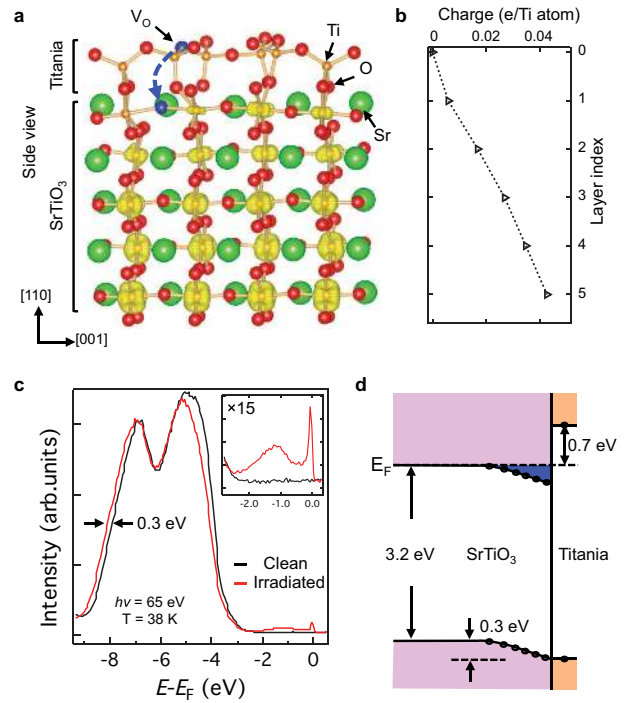 a
V_O
Ti
O
Sr
Titania
Side view
SrTiO₃
[110]
[001]
b
Charge (e/Ti atom)
0 0.02 0.04
0
1
2
3
4
5
Layer index
c
×15
-2.0 -1.0 0.0
0.3 eV
Clean
Irradiated
hν = 65 eV
T = 38 K
Intensity (arb.units)
-8 -6 -4 -2 0
E-E_F (eV)
d
0.7 eV
E_F
3.2 eV SrTiO₃ Titania
0.3 eV